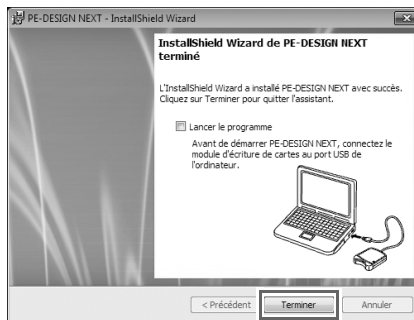 PE-DESIGN NEXT - InstallShield Wizard
InstallShield Wizard de PE-DESIGN NEXT
terminé
L'InstallShield Wizard a installé PE-DESIGN NEXT avec succès.
Cliquez sur Terminer pour quitter l'assistant.
Lancer le programme
Avant de démarrer PE-DESIGN NEXT, connectez le
module d'écriture de cartes au port USB de
l'ordinateur.
< Précédent Terminer Annuler